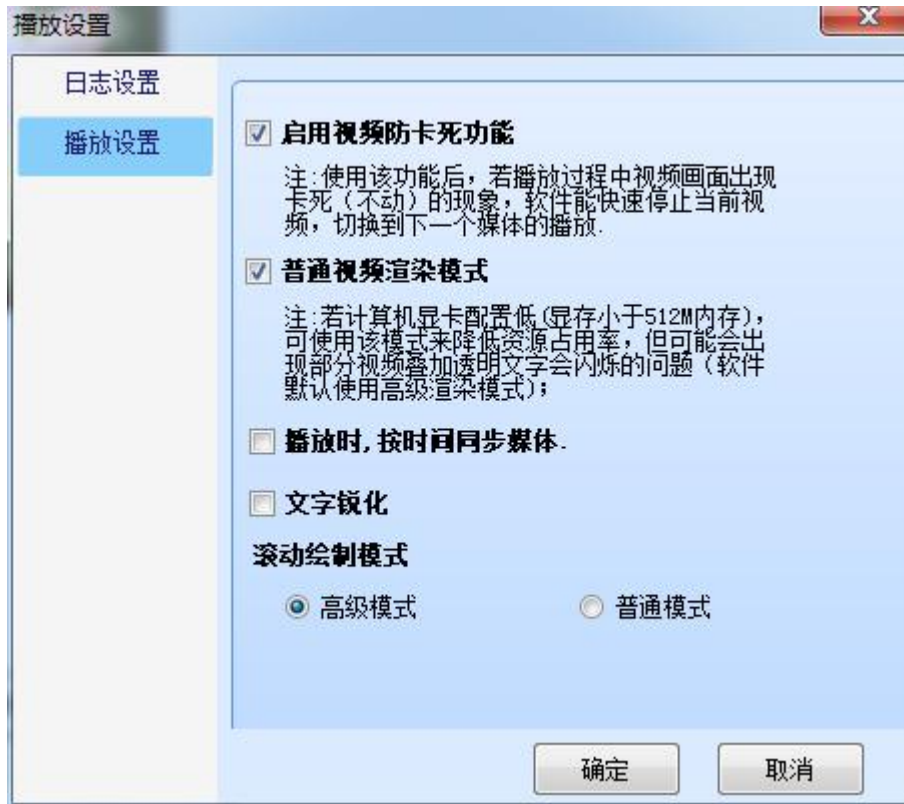 播放设置
日志设置
播放设置
启用视频防卡死功能
注:使用该功能后，若播放过程中视频画面出现
卡死（不动）的现象，软件能快速停止当前视
频，切换到下一个媒体的播放.
普通视频渲染模式
注:若计算机显卡配置低(显存小于512M内存)，
可使用该模式来降低资源占用率，但可能会出
现部分视频叠加透明文字会闪烁的问题（软件
默认使用高级渲染模式）;
播放时,按时间同步媒体.
文字锐化
滚动绘制模式
高级模式 普通模式
确定 取消